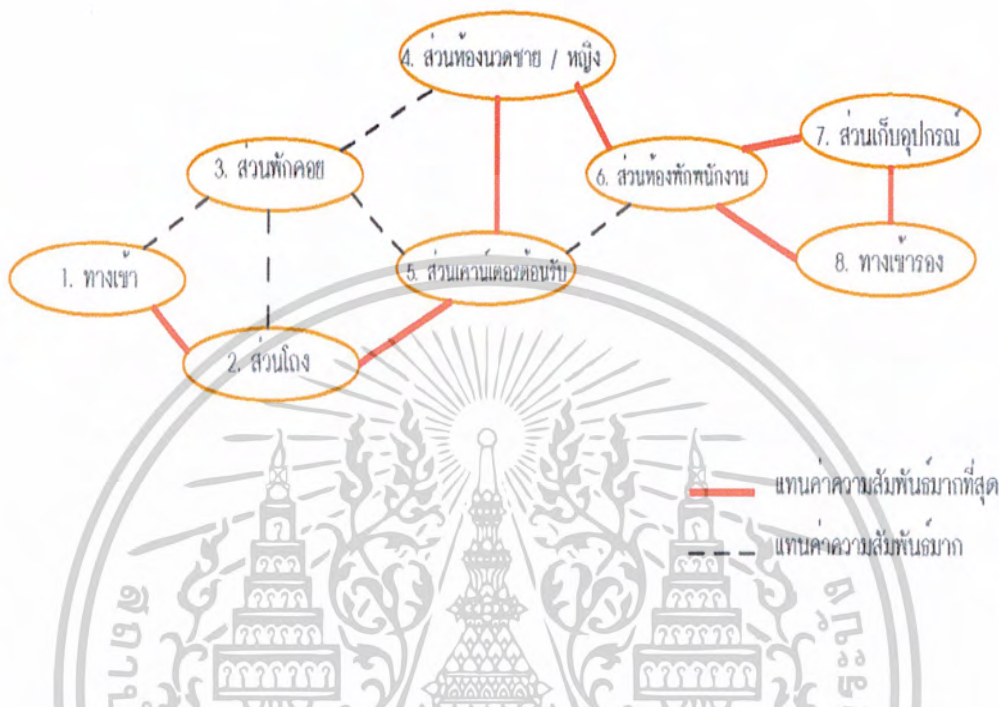 4. ส่วนห้องนวดชาย / หญิง
7. ส่วนเก็บอุปกรณ์
3. ส่วนพักคอย
6. ส่วนห้องพักพนักงาน
1. ทางเข้า
5. ส่วนเคาน์เตอร์ต้อนรับ
8. ทางเข้ารอง
2. ส่วนโถง
แทนค่าความสัมพันธ์มากที่สุด
แทนค่าความสัมพันธ์มาก